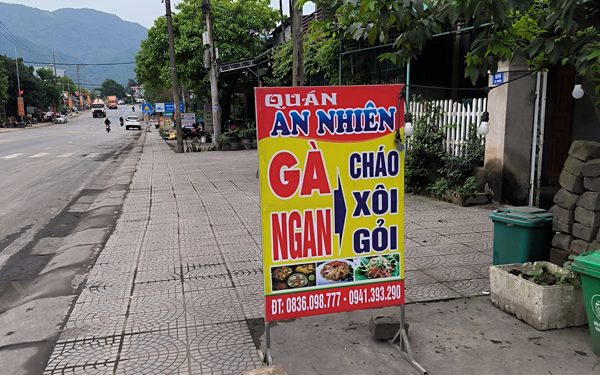 QUÁN
AN NHIÊN
GÀ
NGAN
CHÁO
XÔI
GỎI
ĐT: 0836.098.777 - 0941.393.290